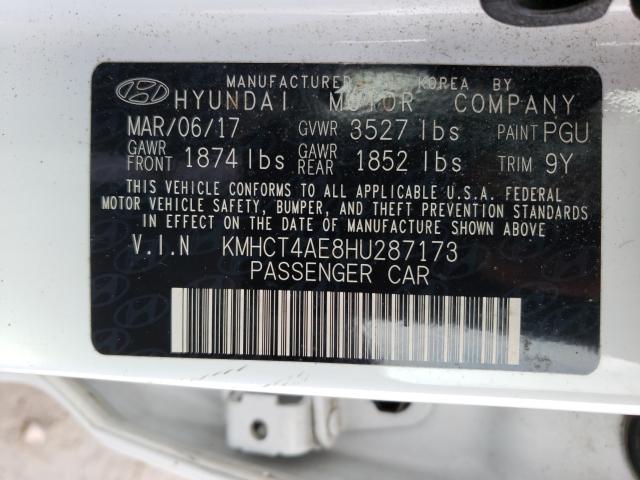 MANUFACTURED IN KOREA BY
HYUNDAI MOTOR COMPANY
MAR/06/17 GVWR 3527 lbs PAINT PGU
GAWR FRONT 1874 lbs GAWR REAR 1852 lbs TRIM 9Y
THIS VEHICLE CONFORMS TO ALL APPLICABLE U.S.A. FEDERAL
MOTOR VEHICLE SAFETY, BUMPER, AND THEFT PREVENTION STANDARDS
IN EFFECT ON THE DATE OF MANUFACTURE SHOWN ABOVE
V.I.N KMHCT4AE8HU287173
PASSENGER CAR